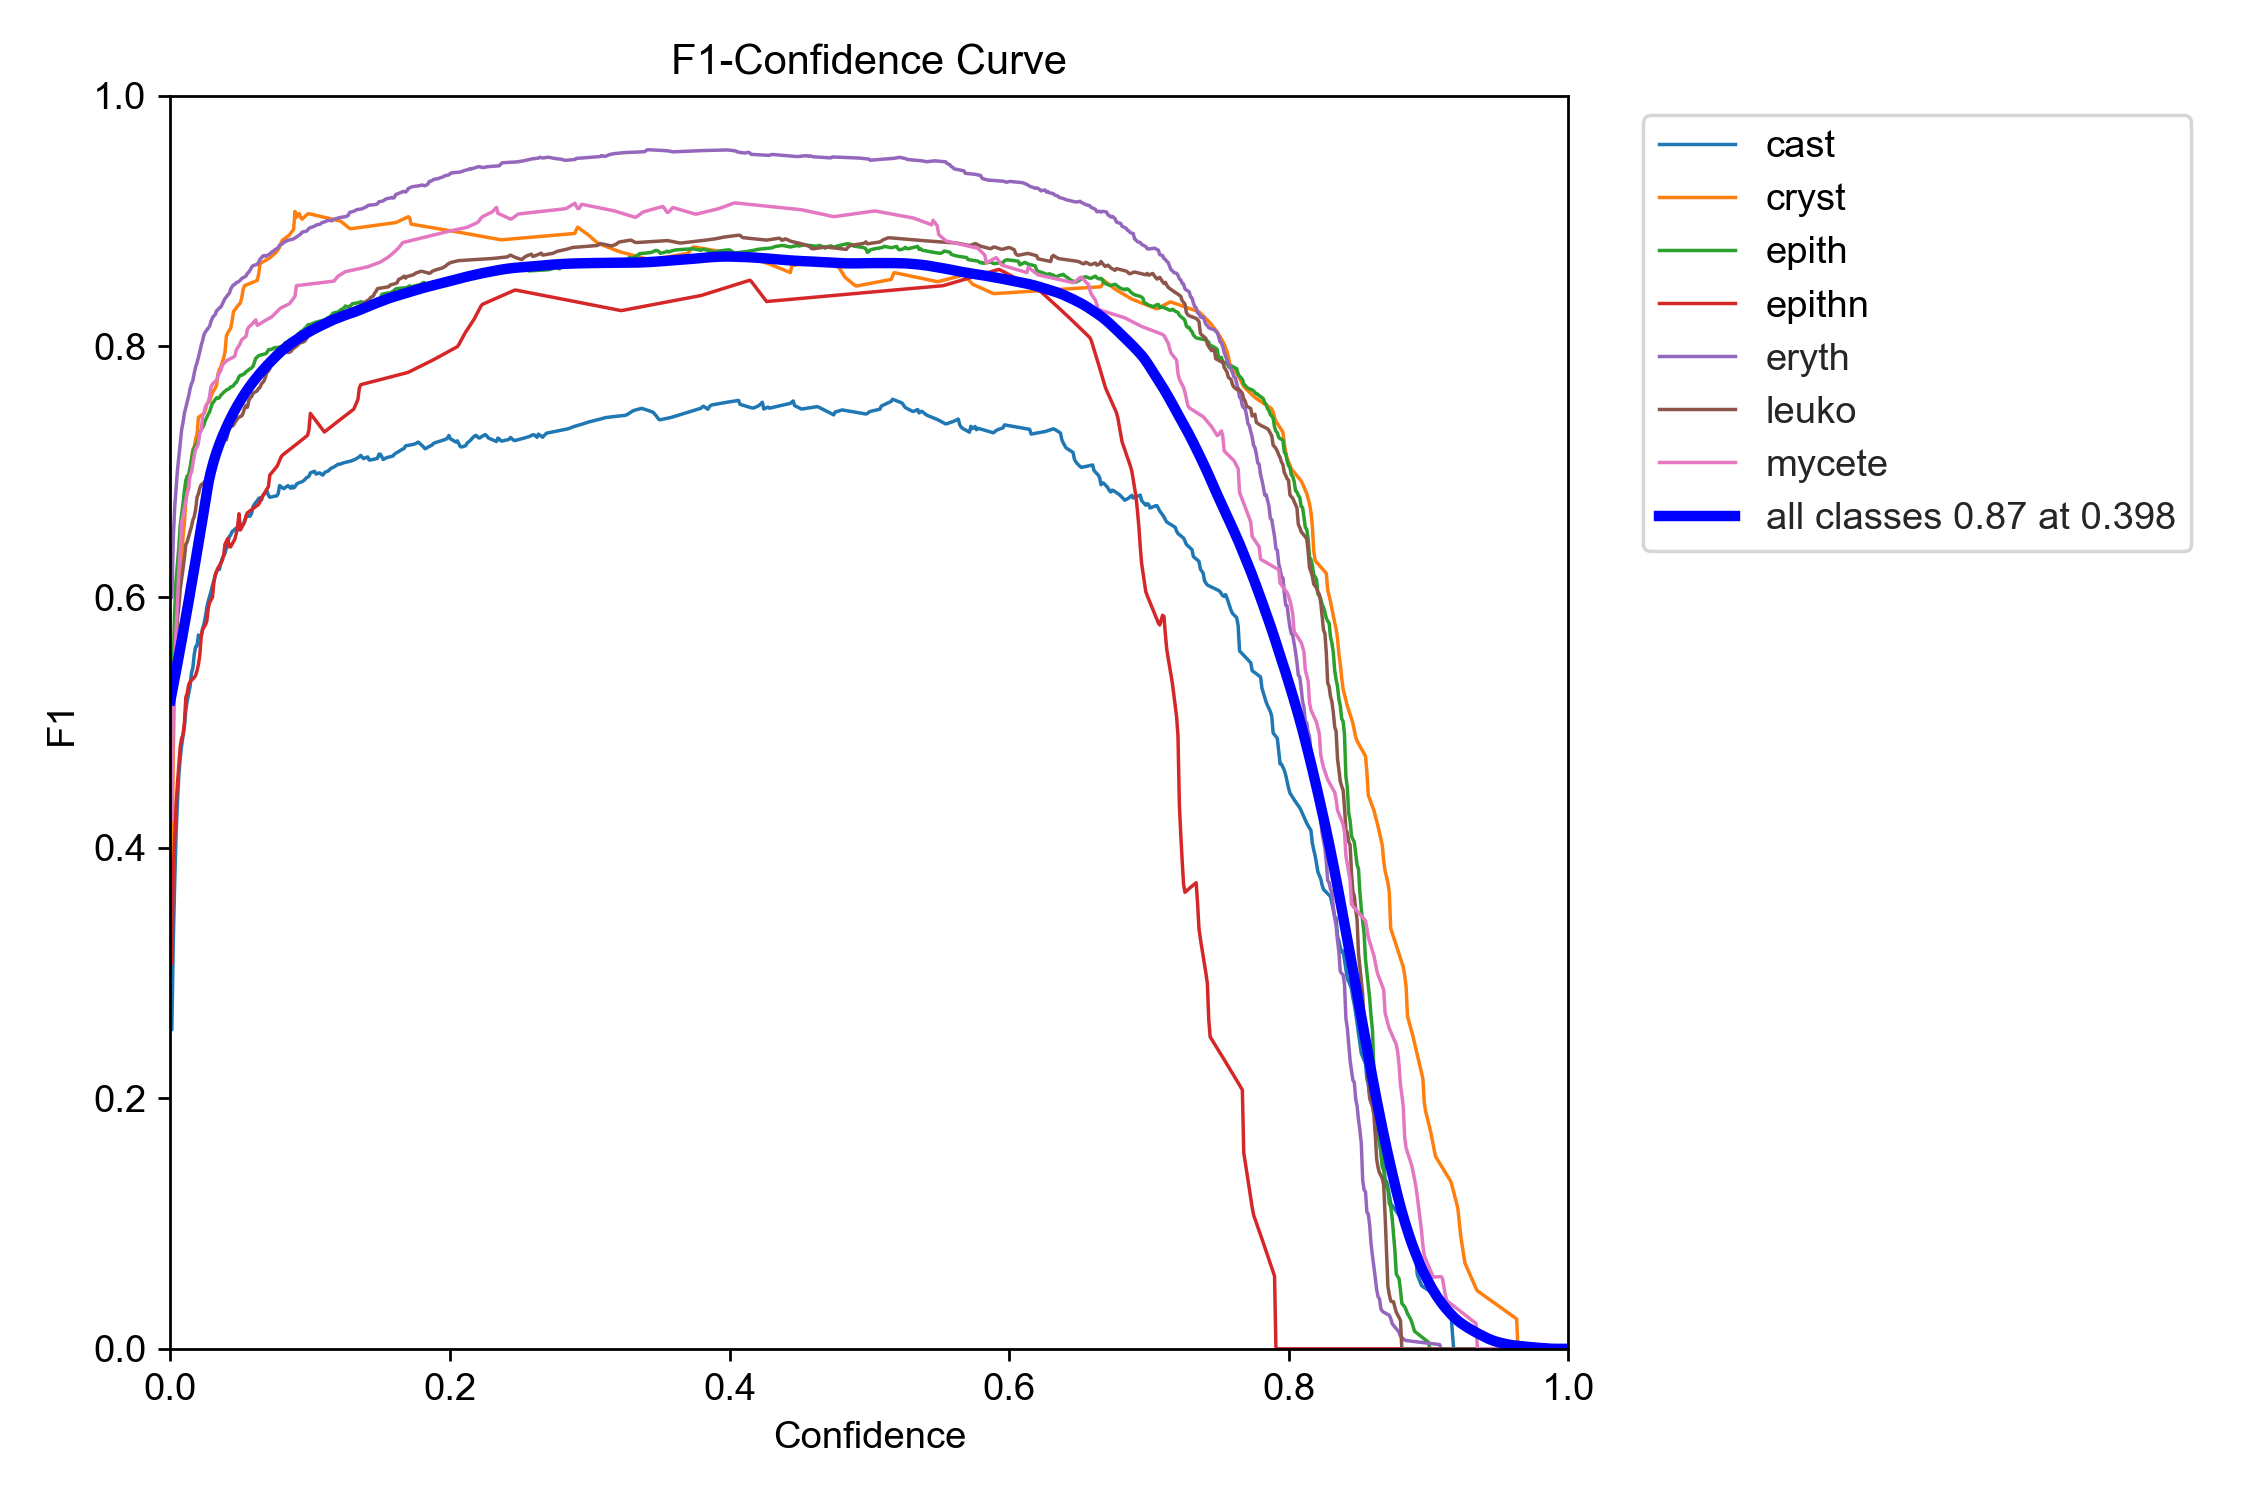 F1-Confidence Curve
1.0
0.8
0.6
0.4
0.2
0.0
F1
0.0 0.2 0.4 0.6 0.8 1.0
Confidence
cast
cryst
epith
epithn
eryth
leuko
mycete
all classes 0.87 at 0.398